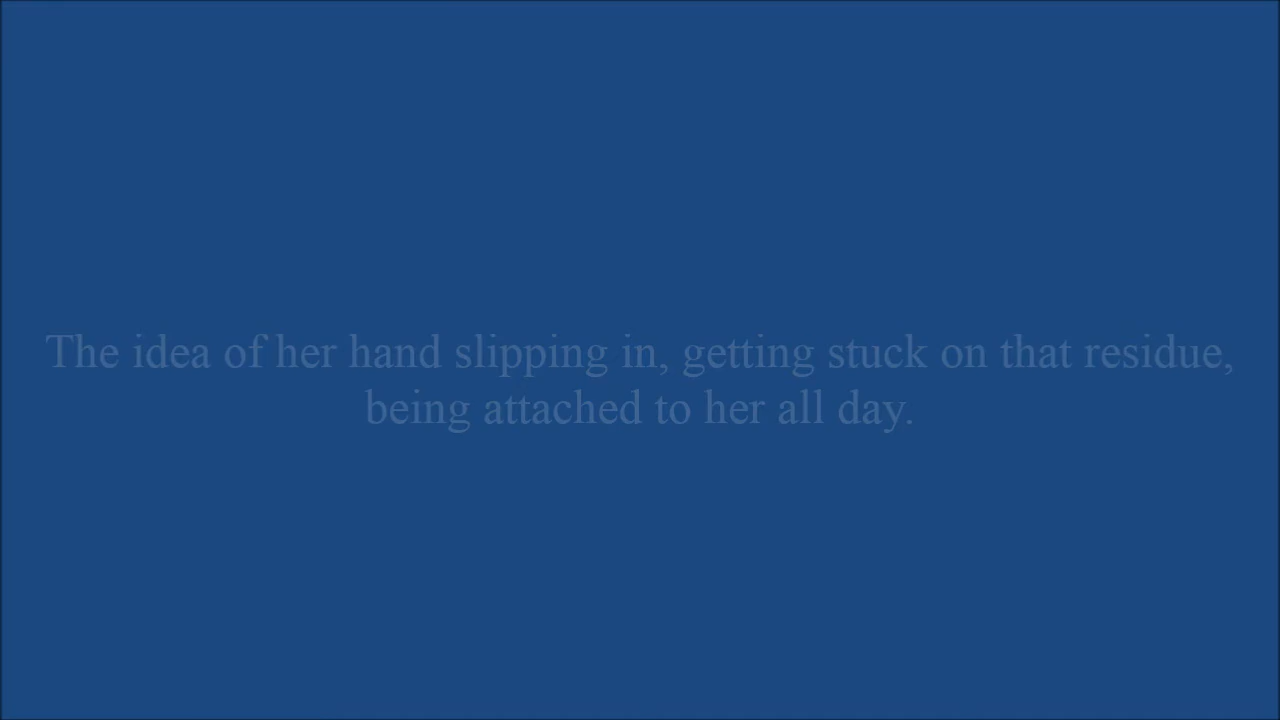 The idea of her hand slipping in, getting stuck on that residue,
being attached to her all day.